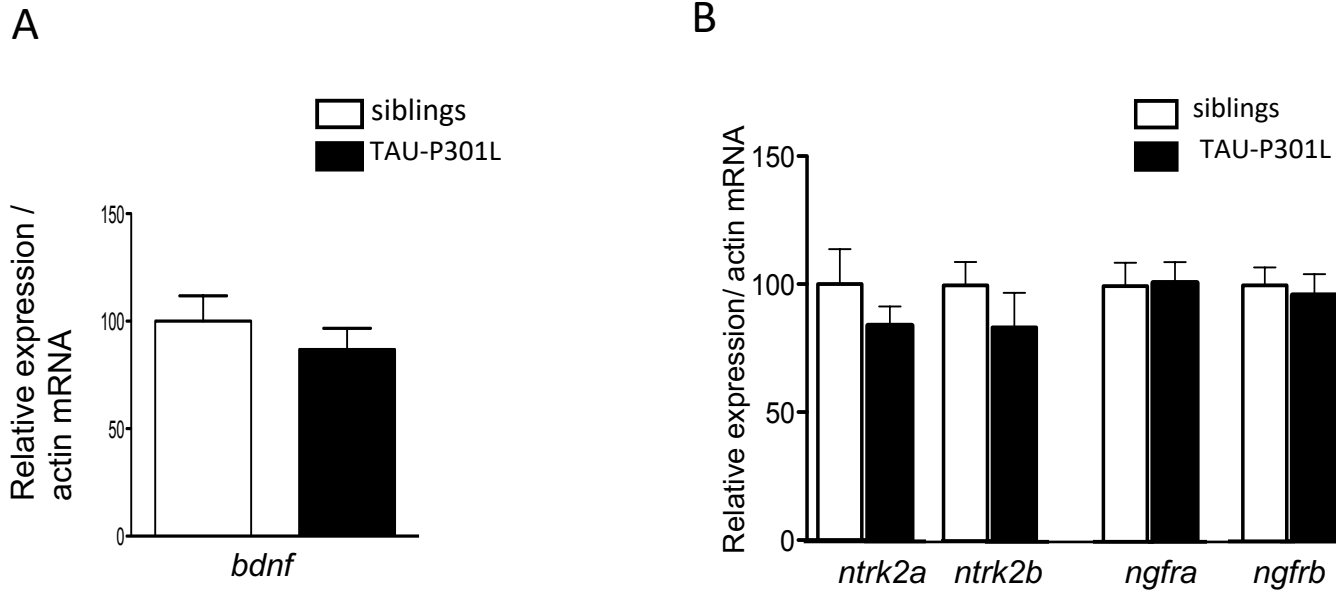 A
siblings
TAU-P301L
Relative expression /
actin mRNA
150
100
50
0
bdnf
B
siblings
TAU-P301L
Relative expression/ actin mRNA
150
100
50
0
ntrk2a ntrk2b ngfra ngfrb